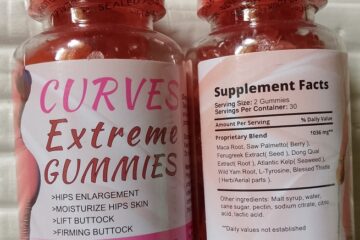 CURVES
Extreme
GUMMIES
>HIPS ENLARGEMENT
>MOISTURIZE HIPS SKIN
>LIFT BUTTOCK
>FIRMING BUTTOCK
Supplement Facts
Serving Size: 2 Gummies
Servings Per Container: 30
Amount Per Serving % Daily Value
Proprietary Blend 1036 mg**
Maca Root, Saw Palmetto( Berry ),
Fenugreek Extract( Seed ), Dong Quai
Extract( Root ), Atlantic Kelp( Seaweed ),
Wild Yam Root, L-Tyrosine, Blessed Thistle
( Herb/Aerial parts ).
Other ingredients: Malt syrup, water,
cane sugar, pectin, sodium citrate, citric
acid, lactic acid.
**Daily values not established